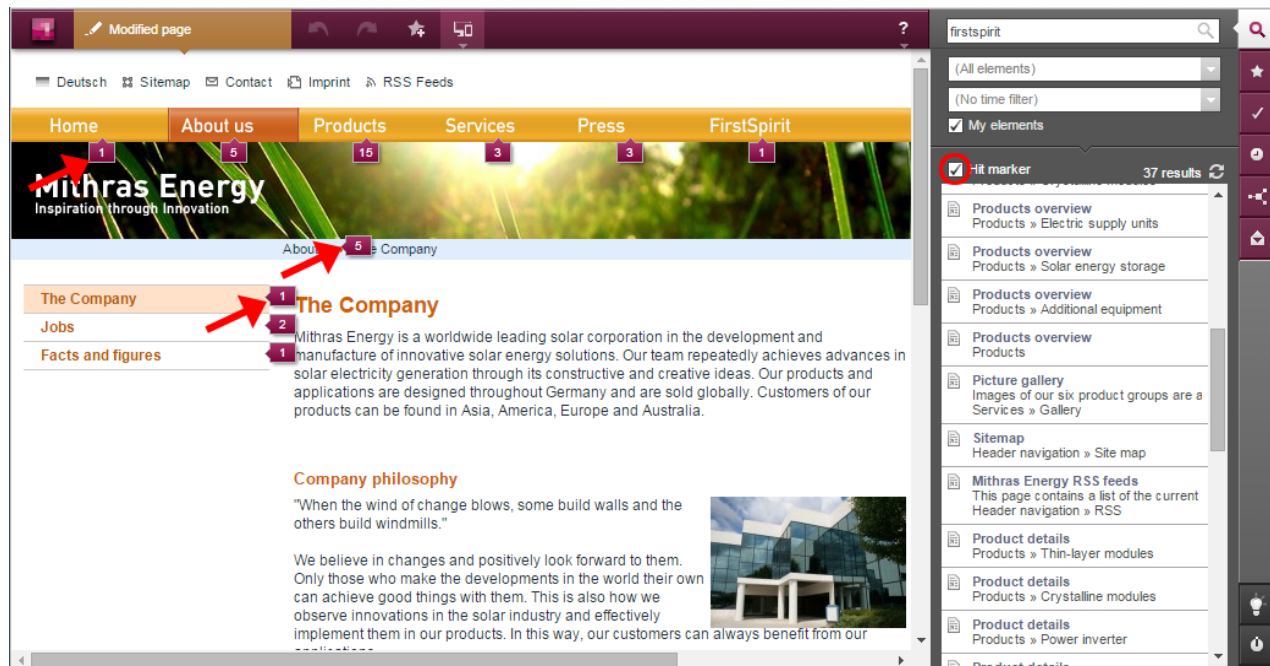 Modified page
?
Deutsch Sitemap Contact Imprint RSS Feeds
Home About us Products Services Press FirstSpirit
1 5 15 3 3 1
Mithras Energy
Inspiration through Innovation
5
Company
The Company 1
Jobs 2
Facts and figures 1
The Company
Mithras Energy is a worldwide leading solar corporation in the development and
manufacture of innovative solar energy solutions. Our team repeatedly achieves advances in
solar electricity generation through its constructive and creative ideas. Our products and
applications are designed throughout Germany and are sold globally. Customers of our
products can be found in Asia, America, Europe and Australia.
Company philosophy
"When the wind of change blows, some build walls and the
others build windmills."
We believe in changes and positively look forward to them.
Only those who make the developments in the world their own
can achieve good things with them. This is also how we
observe innovations in the solar industry and effectively
implement them in our products. In this way, our customers can always benefit from our
firstspirit
(All elements)
(No time filter)
My elements
Hit marker 37 results
Products » Crystalline modules
Products overview
Products » Electric supply units
Products overview
Products » Solar energy storage
Products overview
Products » Additional equipment
Products overview
Products
Picture gallery
Images of our six product groups are a
Services » Gallery
Sitemap
Header navigation » Site map
Mithras Energy RSS feeds
This page contains a list of the current
Header navigation » RSS
Product details
Products » Thin-layer modules
Product details
Products » Crystalline modules
Product details
Products » Power inverter
Product details